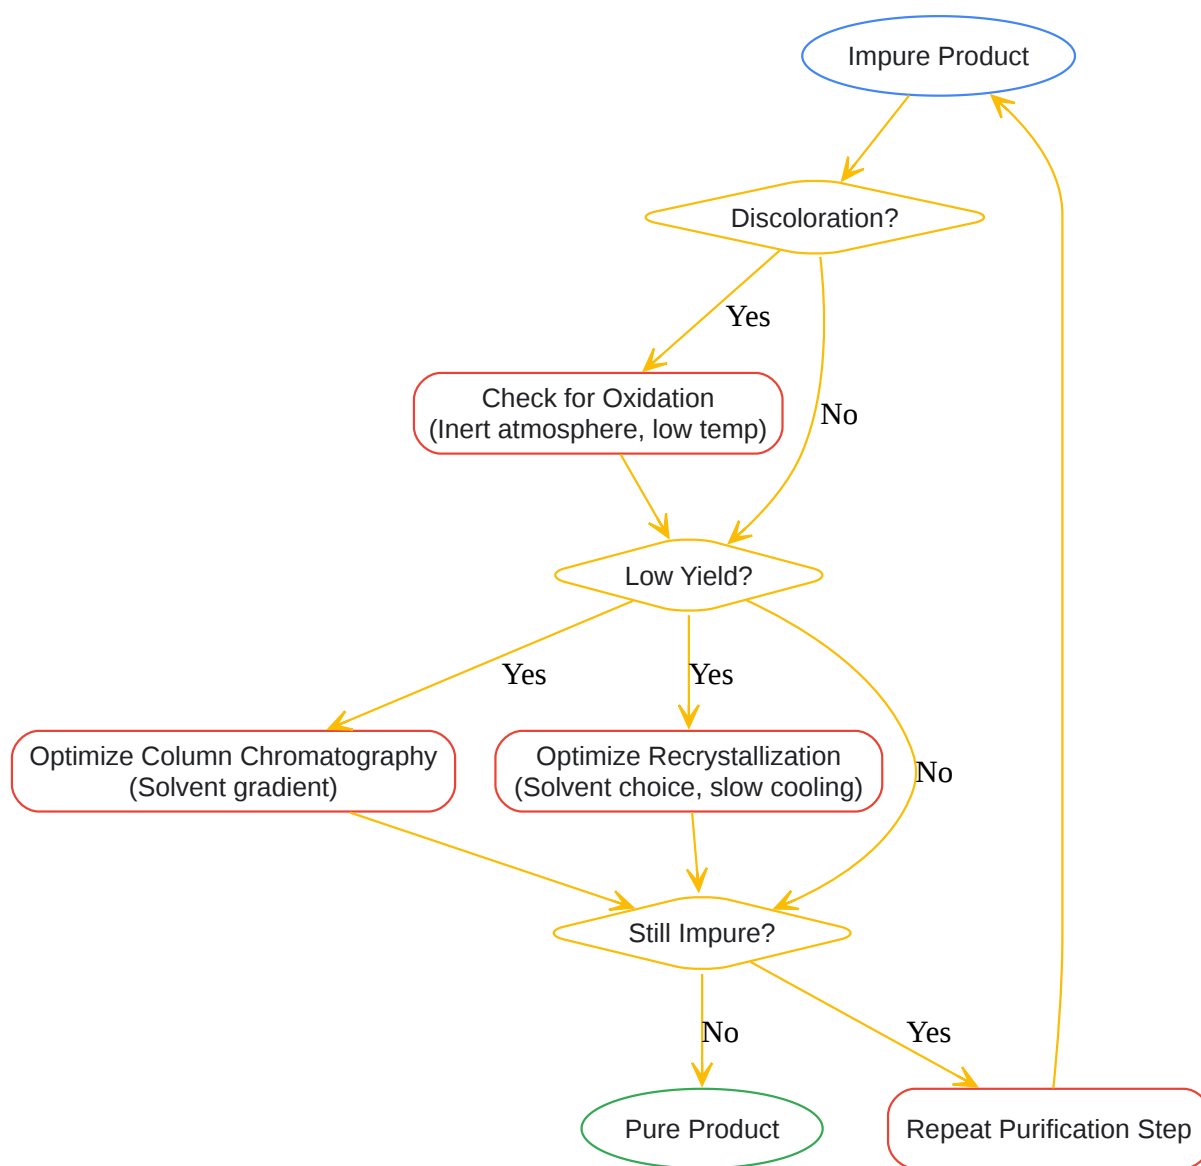 Impure Product
Discoloration?
Yes
Check for Oxidation
(Inert atmosphere, low temp)
No
Low Yield?
Yes
Yes
Optimize Column Chromatography
(Solvent gradient)
Optimize Recrystallization
(Solvent choice, slow cooling)
No
Still Impure?
No
Yes
Pure Product
Repeat Purification Step